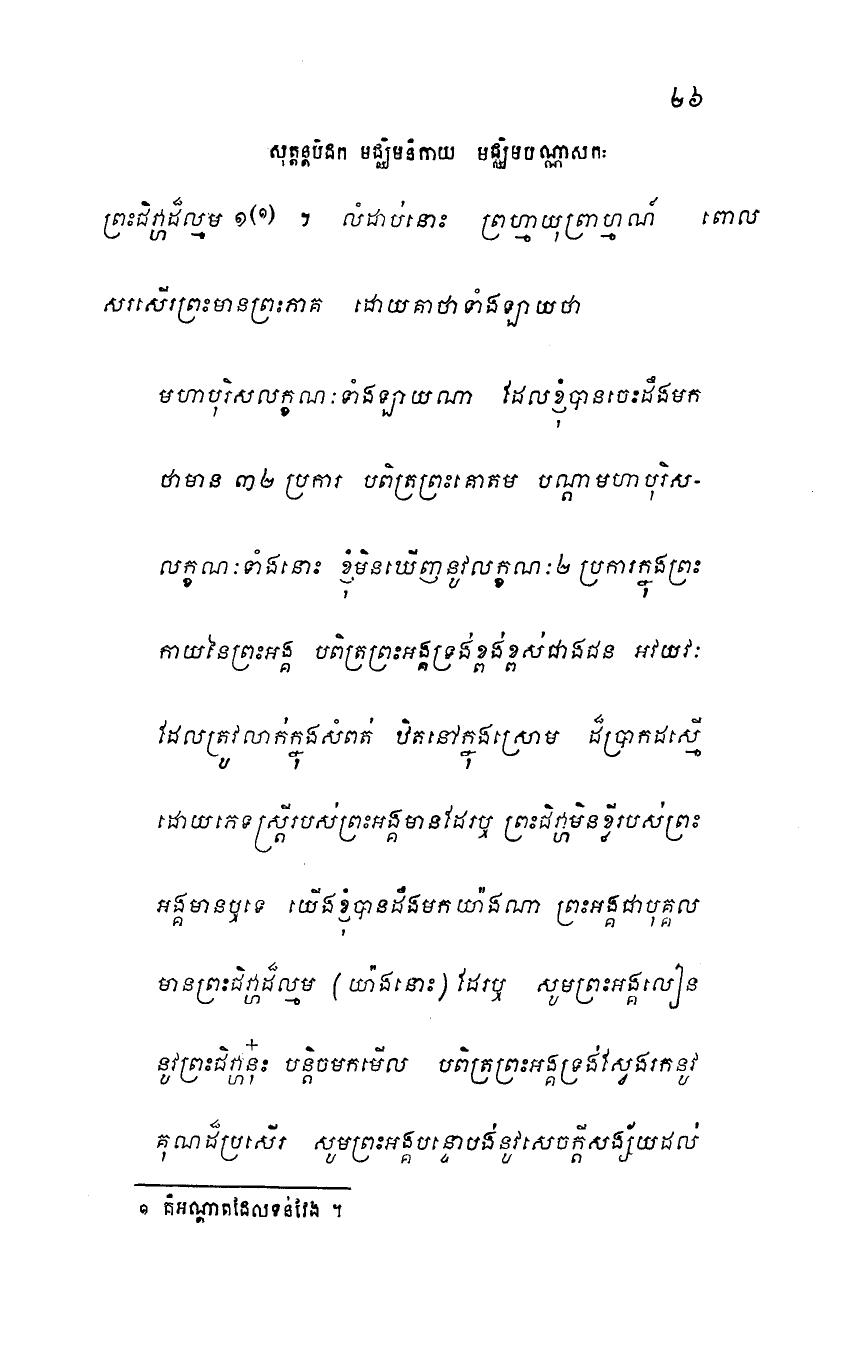 ២៦
សុត្តន្តបិដក មជ្ឈិមនិកាយ មជ្ឈិមបណ្ណាសកៈ
ព្រះជិវ្ហាដ៏ល្មម ១(១) ។ លំដាប់នោះ ព្រហ្មាយុព្រាហ្មណ៍ ពោល
សរសើរព្រះមានព្រះភាគ ដោយគាថាទាំងឡាយថា
មហាបុរិសលក្ខណៈទាំងឡាយណា ដែលខ្ញុំបានចេះដឹងមក
ថាមាន ៣២ ប្រការ បពិត្រព្រះគោតម បណ្តាមហាបុរិស-
លក្ខណៈទាំងនោះ ខ្ញុំមិនឃើញនូវលក្ខណៈ ២ ប្រការក្នុងព្រះ
កាយនៃព្រះអង្គ បពិត្រព្រះអង្គទ្រង់ខ្ពង់ខ្ពស់ជាងជន អវយវៈ
ដែលត្រូវលាក់ក្នុងសំពត់ ឋិតនៅក្នុងស្រោម ដ៏ប្រាកដស្មើ
ដោយភេទស្ត្រីរបស់ព្រះអង្គមានដែរឬ ព្រះជិវ្ហាមិនខ្ចីរបស់ព្រះ
អង្គមានឬទេ យើងខ្ញុំបានដឹងមកយ៉ាងណា ព្រះអង្គជាបុគ្គល
មានព្រះជិវ្ហាដ៏ល្មម (យ៉ាងនោះ) ដែរឬ សូមព្រះអង្គលៀន
នូវព្រះជិវ្ហានុ៎ះ បន្តិចមកមើល បពិត្រព្រះអង្គទ្រង់ស្វែងរកនូវ
គុណដ៏ប្រសើរ សូមព្រះអង្គបន្ទោបង់នូវសេចក្តីសង្ស័យដល់
១ គឺអណ្តាតដែលទន់វែង ។